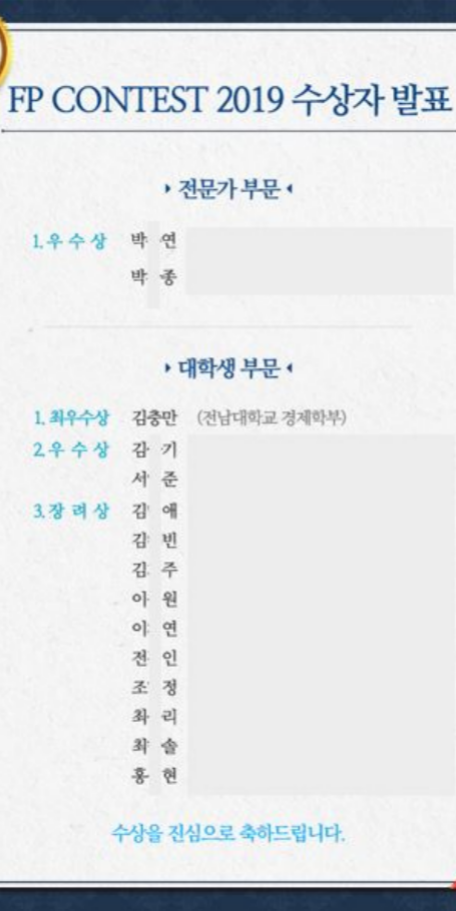 FP CONTEST 2019 수상자 발표
전문가 부문
1. 우 수 상 박 연
박 종
대학생 부문
1. 최우수상 김충만 (전남대학교 경제학부)
2. 우 수 상 김 기
서 준
3. 장 려 상 김 애
김 빈
김 주
이 원
이 연
전 인
조 정
최 리
최 솔
홍 현
수상을 진심으로 축하드립니다.